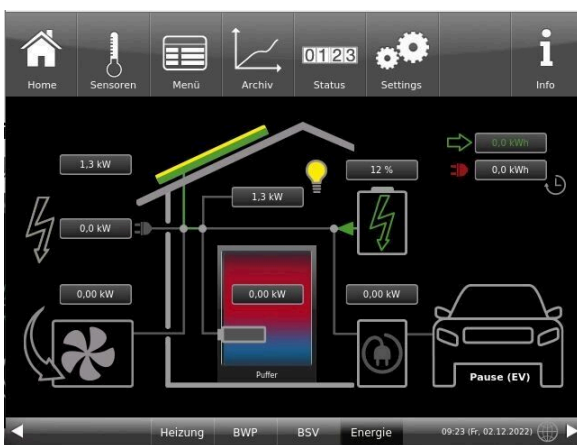 Home Sensoren Menü Archiv Status Settings Info
0123
1,3 kW
12 %
0,0 kWh
0,0 kWh
1,3 kW
0,0 kW
0,00 kW
0,00 kW
0,00 kW
Puffer
Pause (EV)
Heizung BWP BSV Energie 09:23 (Fr, 02.12.2022)